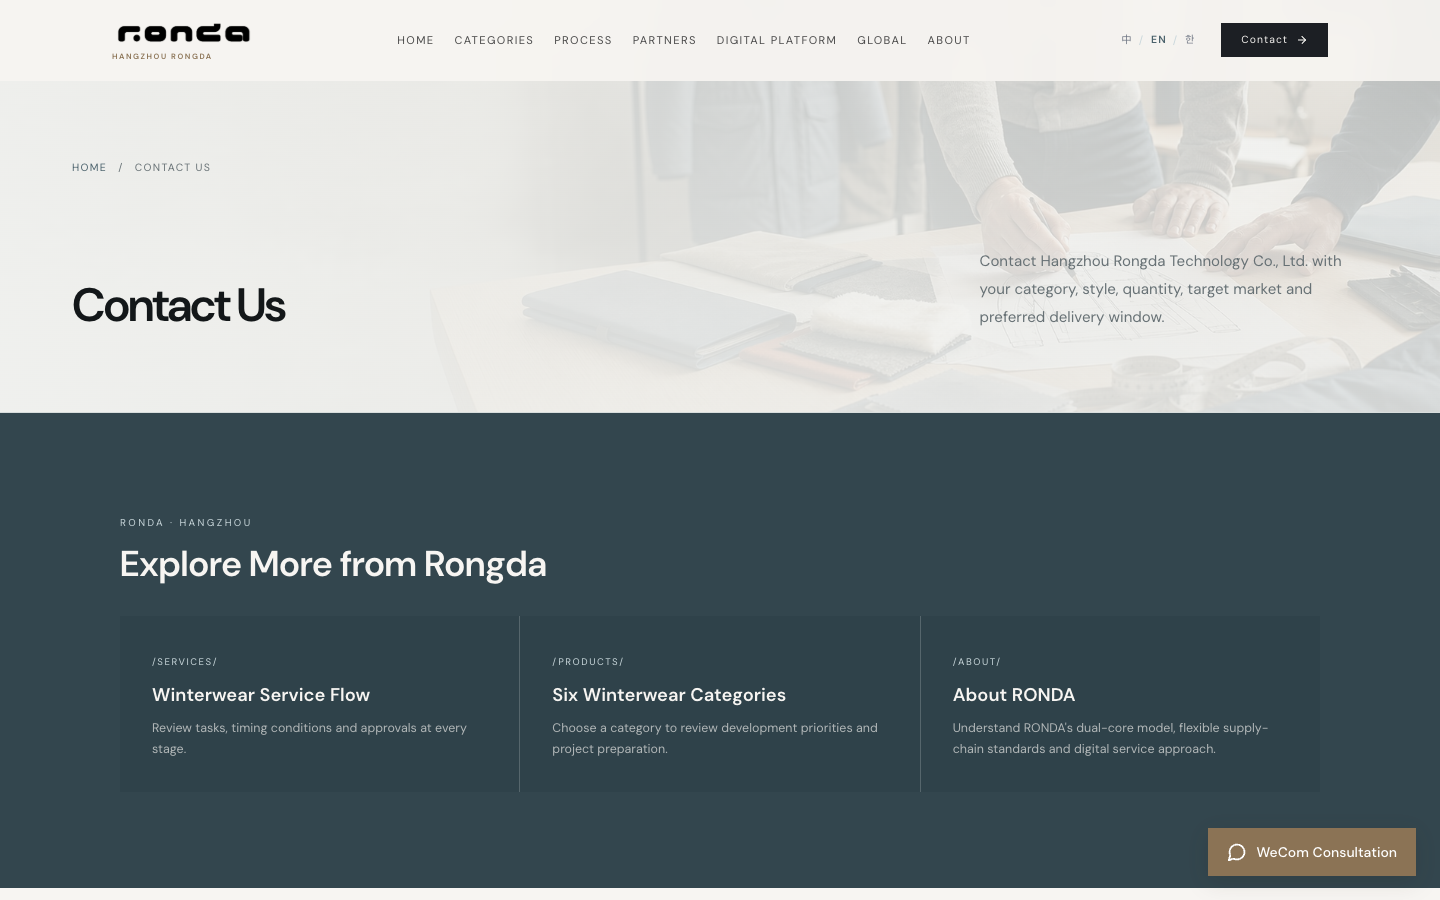 ronda
HANGZHOU RONGDA
HOME CATEGORIES PROCESS PARTNERS DIGITAL PLATFORM GLOBAL ABOUT
中 / EN / 한
Contact →
HOME / CONTACT US
Contact Us
Contact Hangzhou Rongda Technology Co., Ltd. with
your category, style, quantity, target market and
preferred delivery window.
RONDA · HANGZHOU
Explore More from Rongda
/SERVICES/
Winterwear Service Flow
Review tasks, timing conditions and approvals at every
stage.
/PRODUCTS/
Six Winterwear Categories
Choose a category to review development priorities and
project preparation.
/ABOUT/
About RONDA
Understand RONDA's dual-core model, flexible supply-
chain standards and digital service approach.
WeCom Consultation